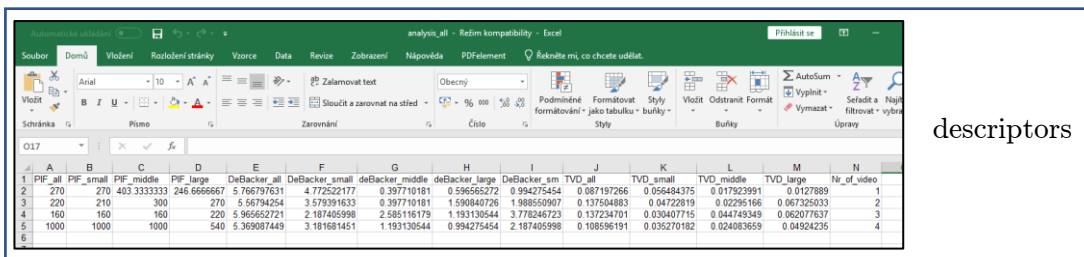 Automatické ukládání analysis_all - Režim kompatibility - Excel Přihlásit se
Soubor Domů Vložení Rozložení stránky Vzorce Data Revize Zobrazení Nápověda PDFelement Řekněte mi, co chcete udělat.
Vložit Arial 10 A A Zalamovat text Obecný AutoSum
B I U A Sloučit a zarovnat na střed % 000 Podmíněné formátování Formátovat jako tabulku Styly buňky Vložit Odstranit Formát Vyplnit Vymazat Seřadit a filtrovat
Schránka Písmo Zarovnání Číslo Styly Buňky Úpravy
O17 fx
descriptors
A B C D E F G H I J K L M N
1 PIF_all PIF_small PIF_middle PIF_large DeBacker_all DeBacker_small deBacker_middle deBacker_large DeBacker_sm TVD_all TVD_small TVD_middle TVD_large Nr_of_video
2 270 270 403.3333333 246.6666667 5.766797631 4.772522177 0.397710181 0.596565272 0.994275454 0.087197266 0.056484375 0.017923991 0.0127889 1
3 220 210 300 270 5.56794254 3.579391633 0.397710181 1.590840726 1.988550907 0.137504883 0.04722819 0.02295166 0.067325033 2
4 160 160 160 220 5.965652721 2.187405998 2.585116179 1.193130544 3.778246723 0.137234701 0.030407715 0.044749349 0.062077637 3
5 1000 1000 1000 540 5.369087449 3.181681451 1.193130544 0.994275454 2.187405998 0.108596191 0.035270182 0.024083659 0.04924235 4
6